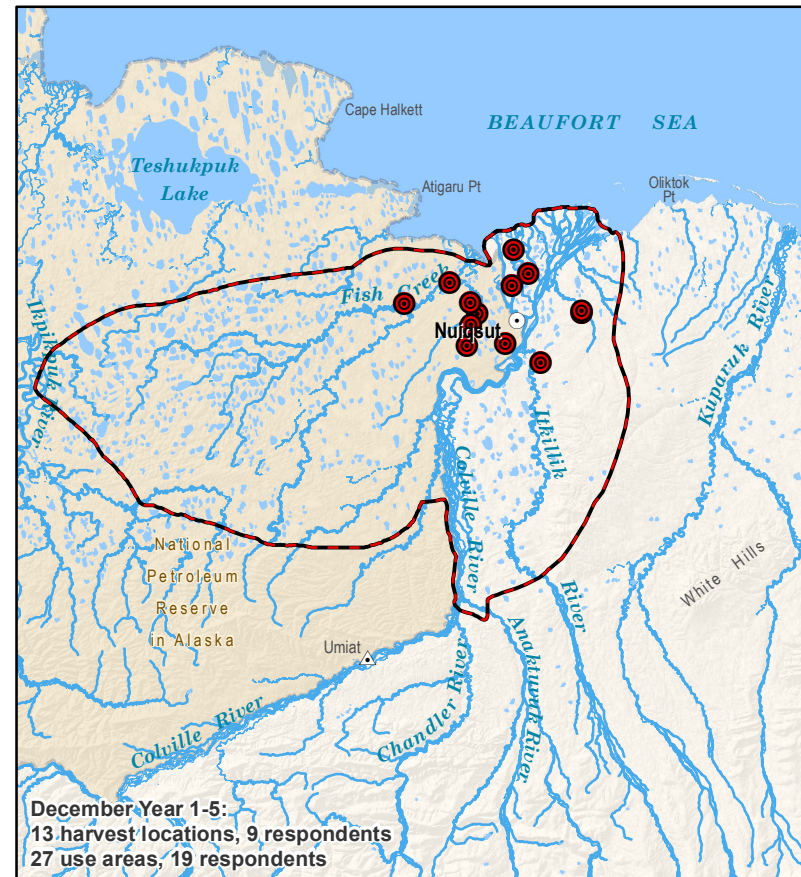 Cape Halkett
BEAUFORT SEA
Teshukpuk
Lake
Atigaru Pt
Oliktok
Pt
Fish Creek
Nuiqsut
Ikpikpuk River
Kuparuk River
Itkillik
River
Colville River
National
Petroleum
Reserve
in Alaska
White Hills
Umiat
Anaktuvuk River
Chandler River
Colville River
December Year 1-5:
13 harvest locations, 9 respondents
27 use areas, 19 respondents